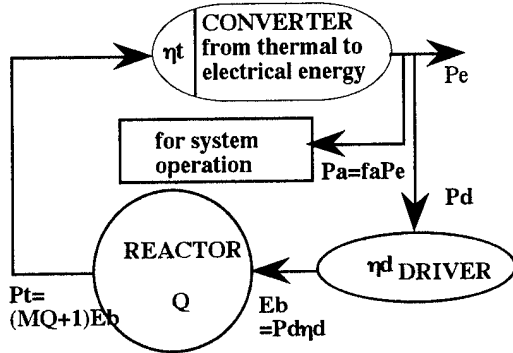 ηt
CONVERTER
from thermal to
electrical energy
Pe
for system
operation
Pa=faPe
Pd
REACTOR
Q
ηd DRIVER
Pt=
(MQ+1)Eb
Eb
=Pdηd